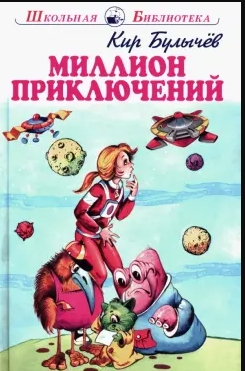 Школьная Библиотека
Кир Булычёв
Миллион
приключений